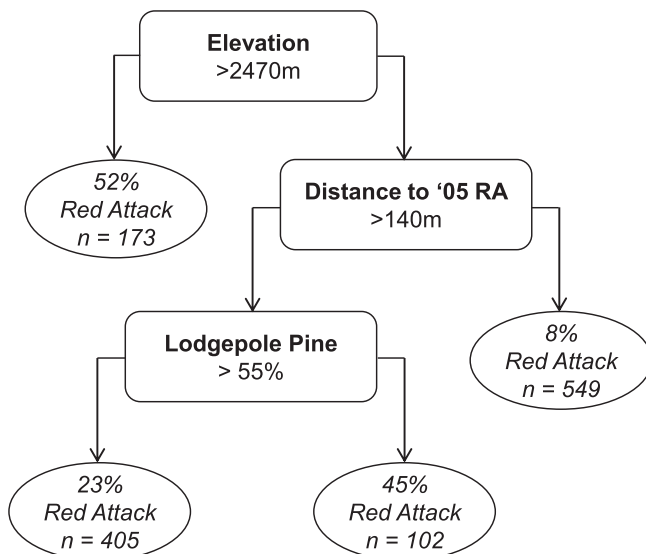 Elevation
>2470m
52%
Red Attack
n = 173
Distance to ‘05 RA
>140m
8%
Red Attack
n = 549
Lodgepole Pine
> 55%
23%
Red Attack
n = 405
45%
Red Attack
n = 102